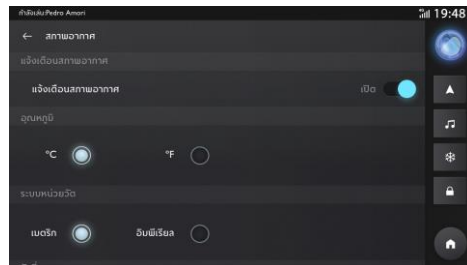 กำลังเล่น:Pedro Amori
19:48
← สภาพอากาศ
แจ้งเตือนสภาพอากาศ
แจ้งเตือนสภาพอากาศ เปิด
อุณหภูมิ
°C °F
ระบบหน่วยวัด
เมตริก อิมพีเรียล